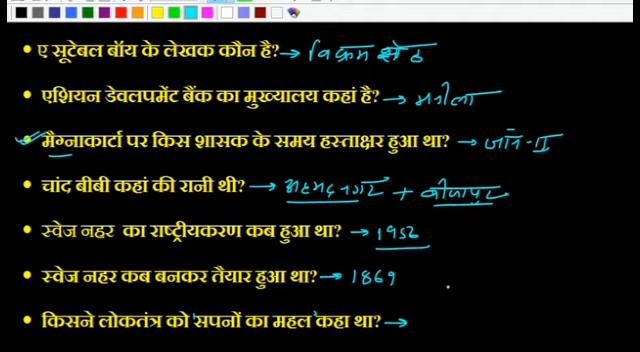 • ए सूटेबल बॉय के लेखक कौन है? → विक्रम सेठ
• एशियन डेवलपमेंट बैंक का मुख्यालय कहां है? → मनीला
• मैग्नाकार्टा पर किस शासक के समय हस्ताक्षर हुआ था? → जॉन-II
• चांद बीबी कहां की रानी थी? → अहमदनगर + बीजापुर
• स्वेज नहर का राष्ट्रीयकरण कब हुआ था? → 1956
• स्वेज नहर कब बनकर तैयार हुआ था? → 1869
• किसने लोकतंत्र को 'सपनों का महल' कहा था? →